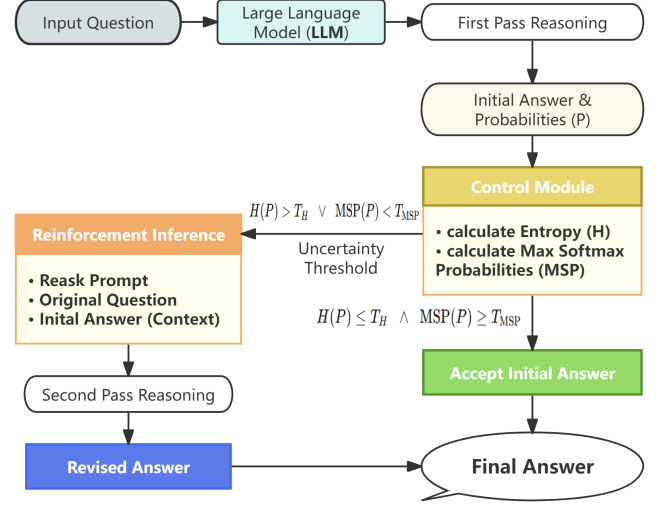 Input Question
Large Language
Model (LLM)
First Pass Reasoning
Initial Answer &
Probabilities (P)
Control Module
• calculate Entropy (H)
• calculate Max Softmax
Probabilities (MSP)
H(P) > T_H ∨ MSP(P) < T_MSP
Uncertainty
Threshold
Reinforcement Inference
• Reask Prompt
• Original Question
• Inital Answer (Context)
H(P) ≤ T_H ∧ MSP(P) ≥ T_MSP
Accept Initial Answer
Second Pass Reasoning
Revised Answer
Final Answer